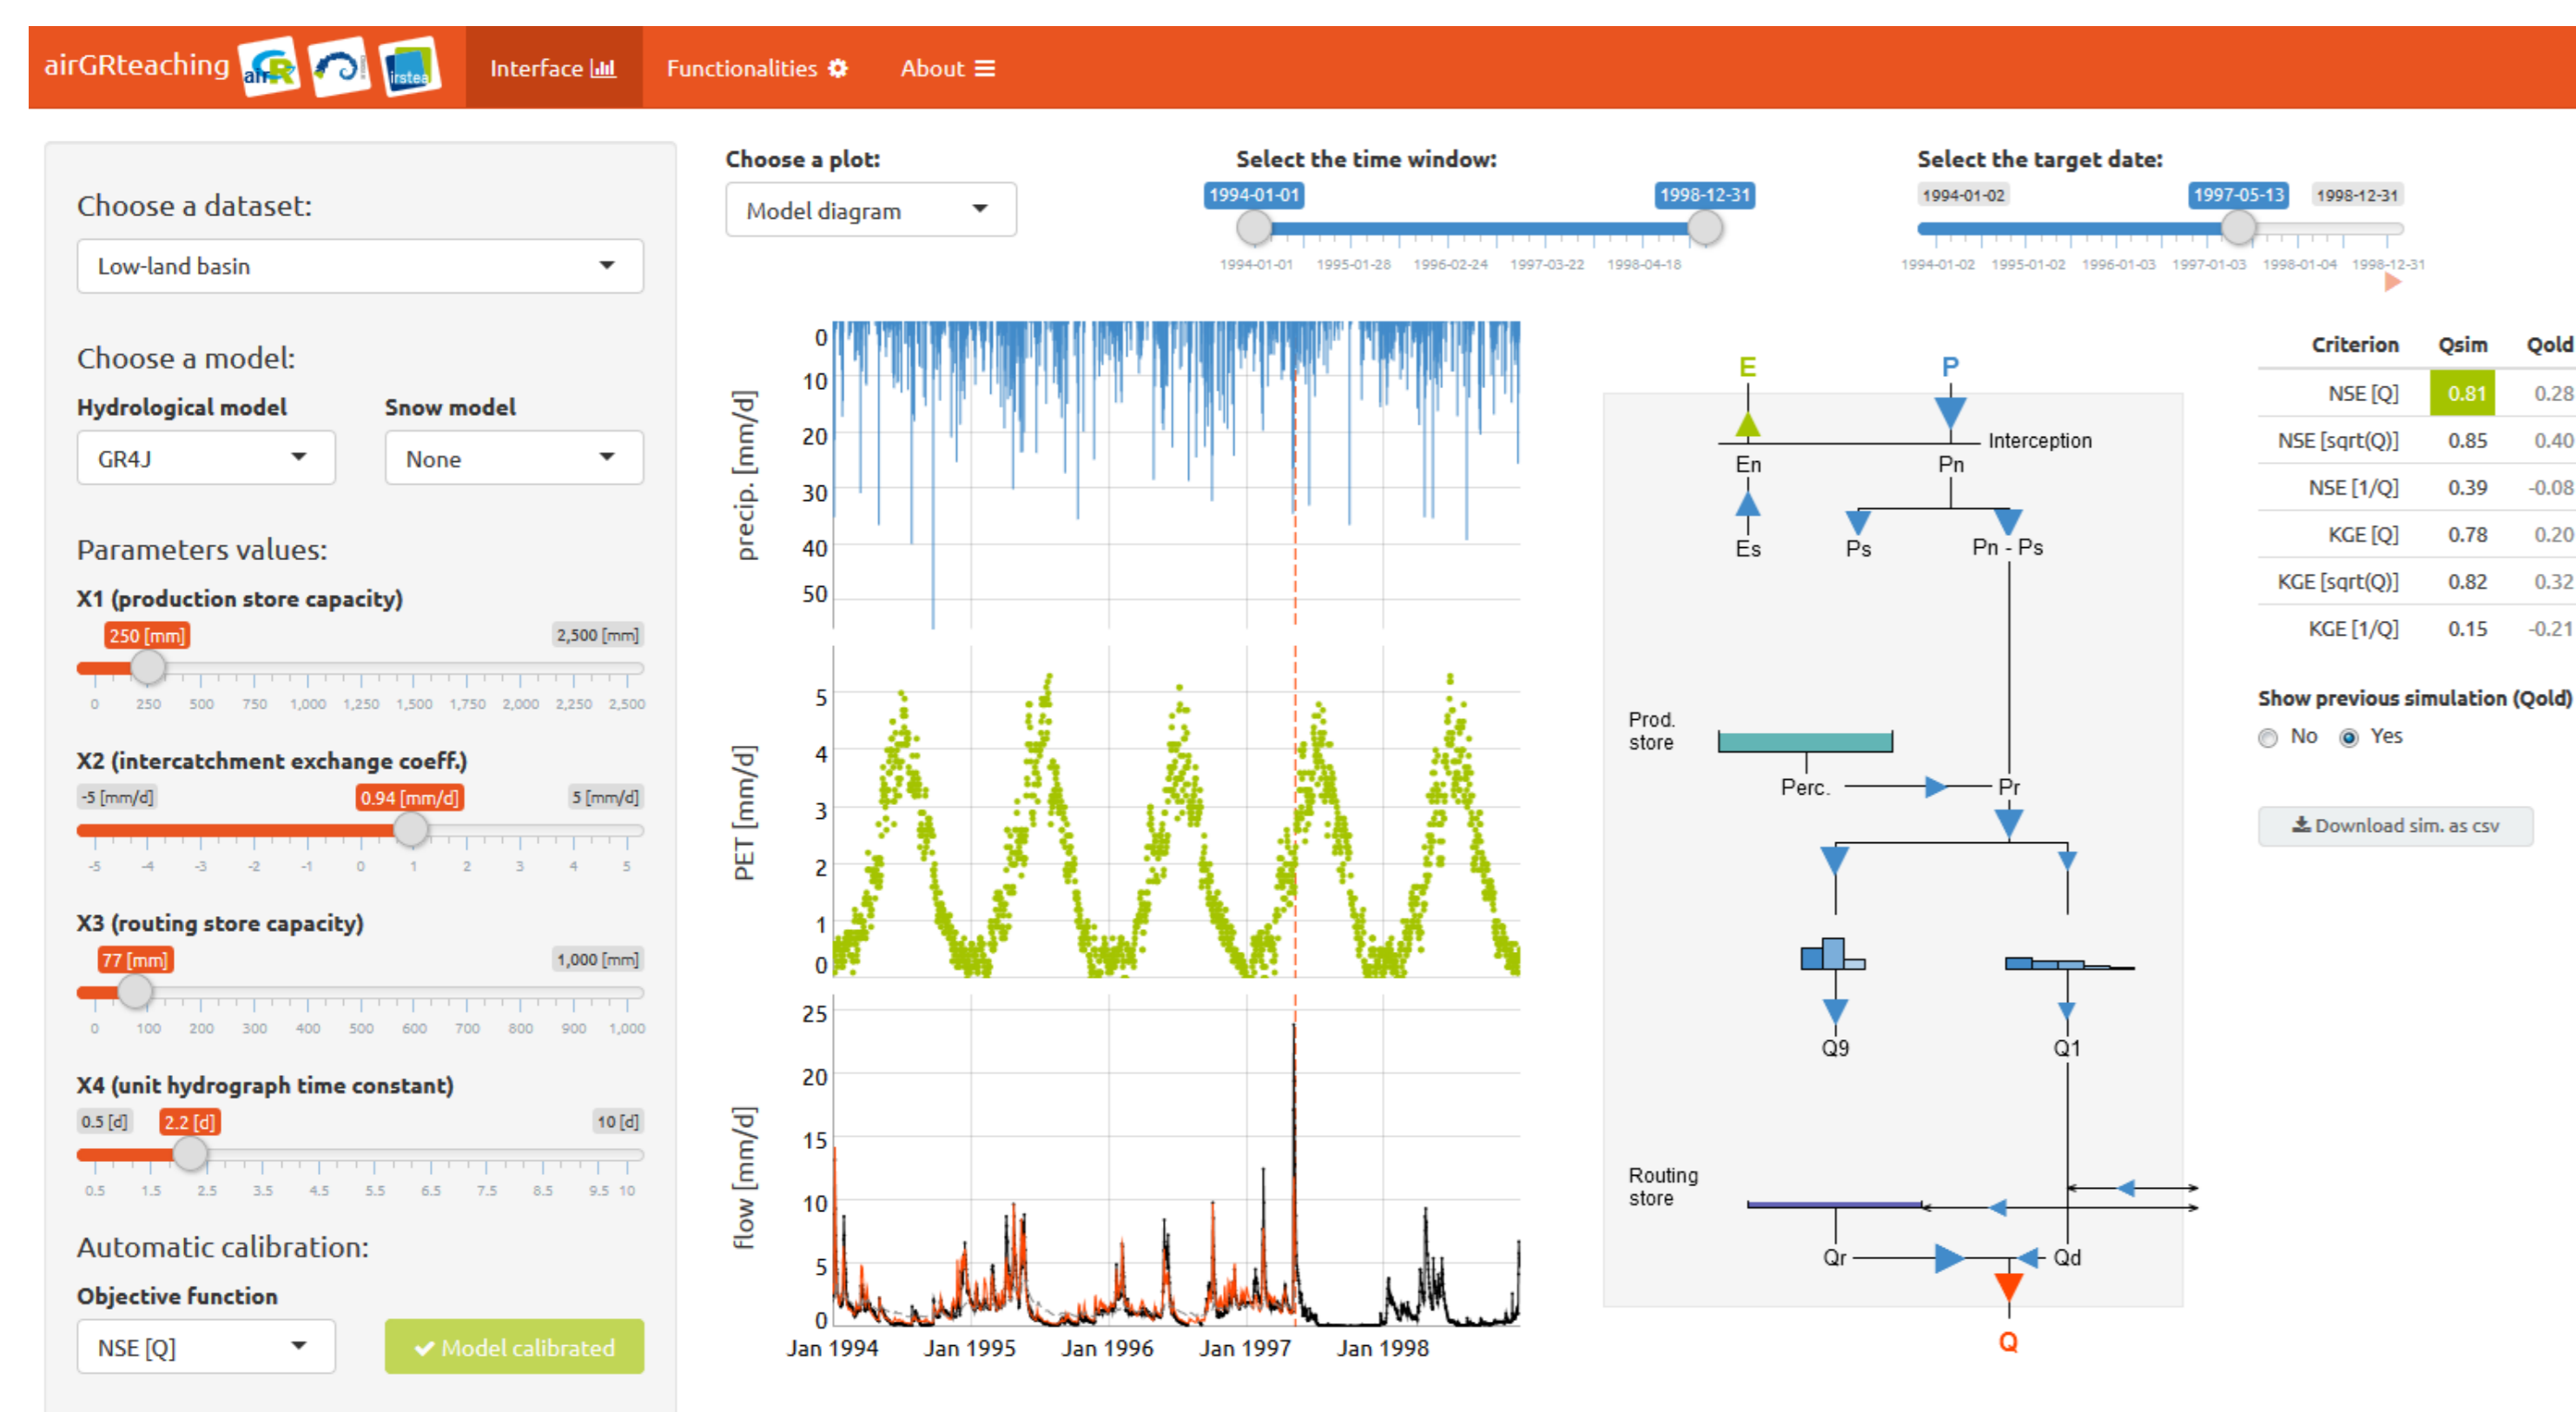 airGRteaching
airGR
irstea
Interface
Functionalities
About
Choose a dataset:
Low-land basin
Choose a model:
Hydrological model
Snow model
GR4J
None
Parameters values:
X1 (production store capacity)
250 [mm]
2,500 [mm]
0 250 500 750 1,000 1,250 1,500 1,750 2,000 2,250 2,500
X2 (intercatchment exchange coeff.)
-5 [mm/d]
0.94 [mm/d]
5 [mm/d]
-5 -4 -3 -2 -1 0 1 2 3 4 5
X3 (routing store capacity)
77 [mm]
1,000 [mm]
0 100 200 300 400 500 600 700 800 900 1,000
X4 (unit hydrograph time constant)
0.5 [d]
2.2 [d]
10 [d]
0.5 1.5 2.5 3.5 4.5 5.5 6.5 7.5 8.5 9.5 10
Automatic calibration:
Objective function
NSE [Q]
Model calibrated
Choose a plot:
Model diagram
Select the time window:
1994-01-01
1998-12-31
1994-01-01 1995-01-28 1996-02-24 1997-03-22 1998-04-18
Select the target date:
1994-01-02
1997-05-13
1998-12-31
1994-01-02 1995-01-02 1996-01-03 1997-01-03 1998-01-04 1998-12-31
precip. [mm/d]
0
10
20
30
40
50
PET [mm/d]
5
4
3
2
1
0
flow [mm/d]
25
20
15
10
5
0
Jan 1994 Jan 1995 Jan 1996 Jan 1997 Jan 1998
E
P
Interception
En
Pn
Es
Ps
Pn - Ps
Prod.
store
Perc.
Pr
Q9
Q1
Routing
store
Qr
Qd
Q
Criterion Qsim Qold
NSE [Q] 0.81 0.28
NSE [sqrt(Q)] 0.85 0.40
NSE [1/Q] 0.39 -0.08
KGE [Q] 0.78 0.20
KGE [sqrt(Q)] 0.82 0.32
KGE [1/Q] 0.15 -0.21
Show previous simulation (Qold)
No Yes
Download sim. as csv